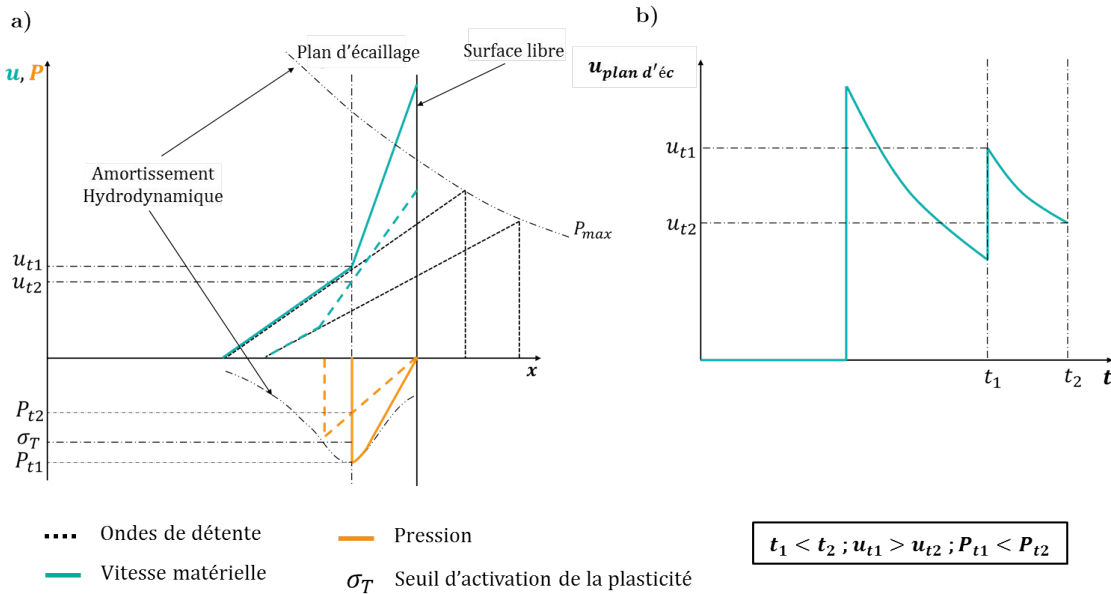 a)
Plan d'écaillage
Surface libre
u, P
Amortissement
Hydrodynamique
P_max
u_t1
u_t2
x
P_t2
σ_T
P_t1
b)
u_plan d'éc
u_t1
u_t2
t_1
t_2
t
Ondes de détente
Pression
Vitesse matérielle
σ_T Seuil d'activation de la plasticité
t_1 < t_2 ; u_t1 > u_t2 ; P_t1 < P_t2